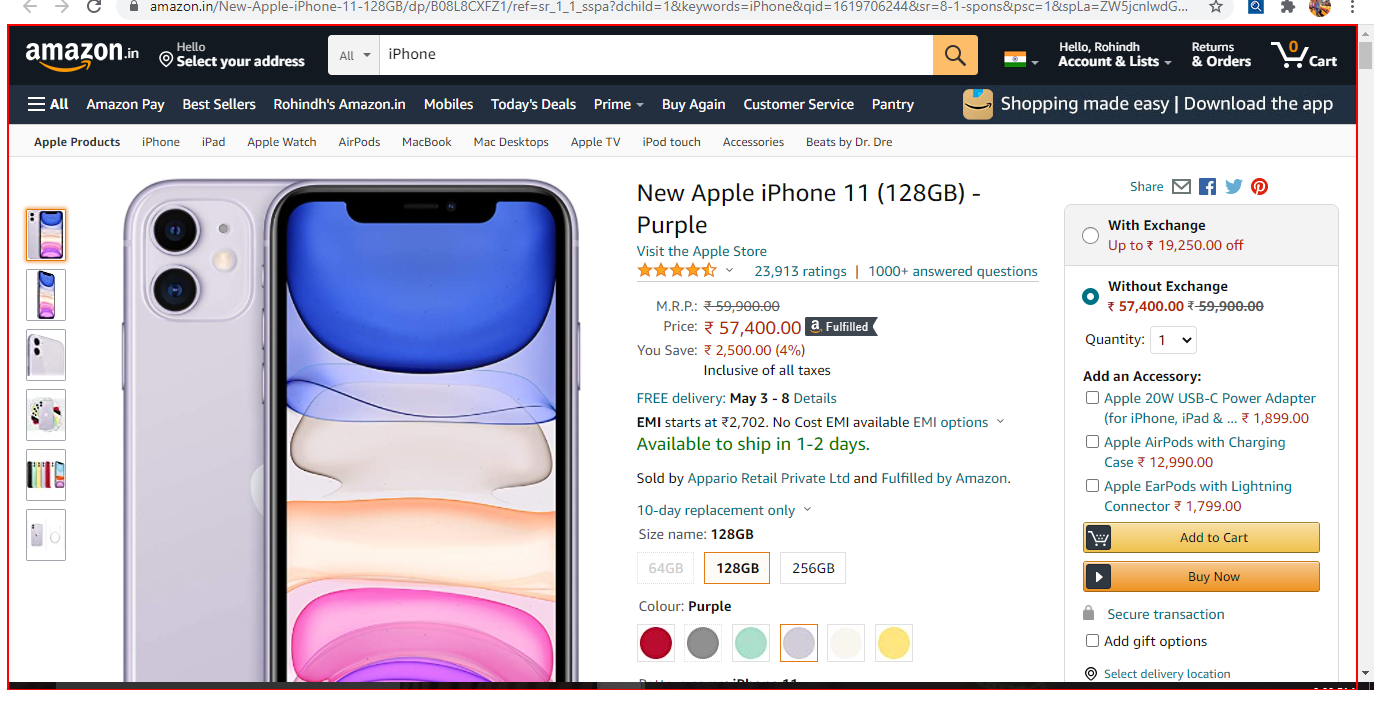 amazon.in/New-Apple-iPhone-11-128GB/dp/B08L8CXFZ1/ref=sr_1_1_sspa?dchild=1&keywords=iPhone&qid=1619706244&sr=8-1-spons&psc=1&spLa=ZW5jcnlwdG...
amazon.in
Hello
Select your address
All
iPhone
Hello, Rohindh
Account & Lists
Returns
& Orders
0
Cart
All Amazon Pay Best Sellers Rohindh's Amazon.in Mobiles Today's Deals Prime Buy Again Customer Service Pantry
Shopping made easy | Download the app
Apple Products iPhone iPad Apple Watch AirPods MacBook Mac Desktops Apple TV iPod touch Accessories Beats by Dr. Dre
New Apple iPhone 11 (128GB) -
Purple
Visit the Apple Store
23,913 ratings | 1000+ answered questions
M.R.P.: ₹ 59,900.00
Price: ₹ 57,400.00 a Fulfilled
You Save: ₹ 2,500.00 (4%)
Inclusive of all taxes
FREE delivery: May 3 - 8 Details
EMI starts at ₹2,702. No Cost EMI available EMI options
Available to ship in 1-2 days.
Sold by Appario Retail Private Ltd and Fulfilled by Amazon.
10-day replacement only
Size name: 128GB
64GB 128GB 256GB
Colour: Purple
Share
With Exchange
Up to ₹ 19,250.00 off
Without Exchange
₹ 57,400.00 ₹ 59,900.00
Quantity: 1
Add an Accessory:
Apple 20W USB-C Power Adapter
(for iPhone, iPad & ... ₹ 1,899.00
Apple AirPods with Charging
Case ₹ 12,990.00
Apple EarPods with Lightning
Connector ₹ 1,799.00
Add to Cart
Buy Now
Secure transaction
Add gift options
Select delivery location